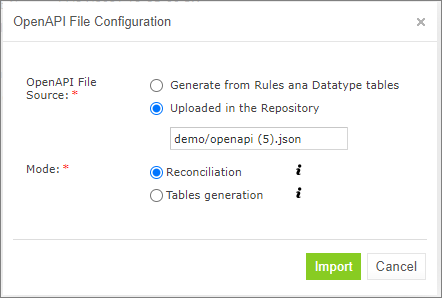 OpenAPI File Configuration ×
OpenAPI File Source: *
Generate from Rules ana Datatype tables
Uploaded in the Repository
demo/openapi (5).json
Mode: *
Reconciliation i
Tables generation i
Import Cancel